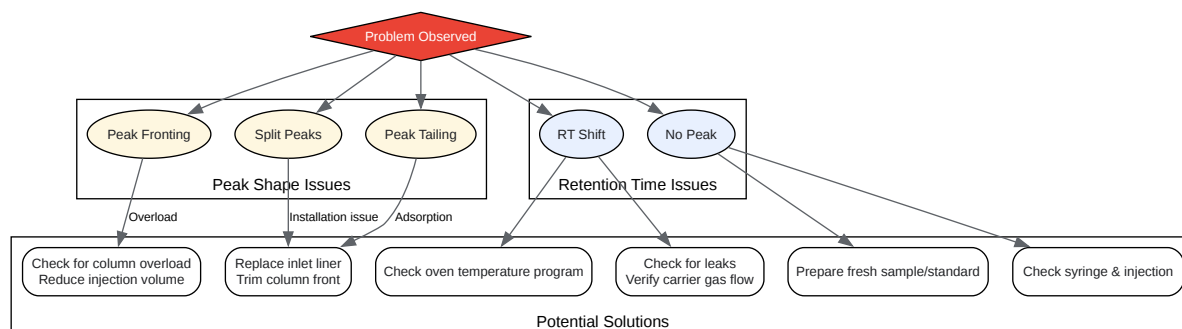 Problem Observed
Peak Fronting
Split Peaks
Peak Tailing
RT Shift
No Peak
Peak Shape Issues
Retention Time Issues
Overload
Installation issue
Adsorption
Check for column overload
Reduce injection volume
Replace inlet liner
Trim column front
Check oven temperature program
Check for leaks
Verify carrier gas flow
Prepare fresh sample/standard
Check syringe & injection
Potential Solutions